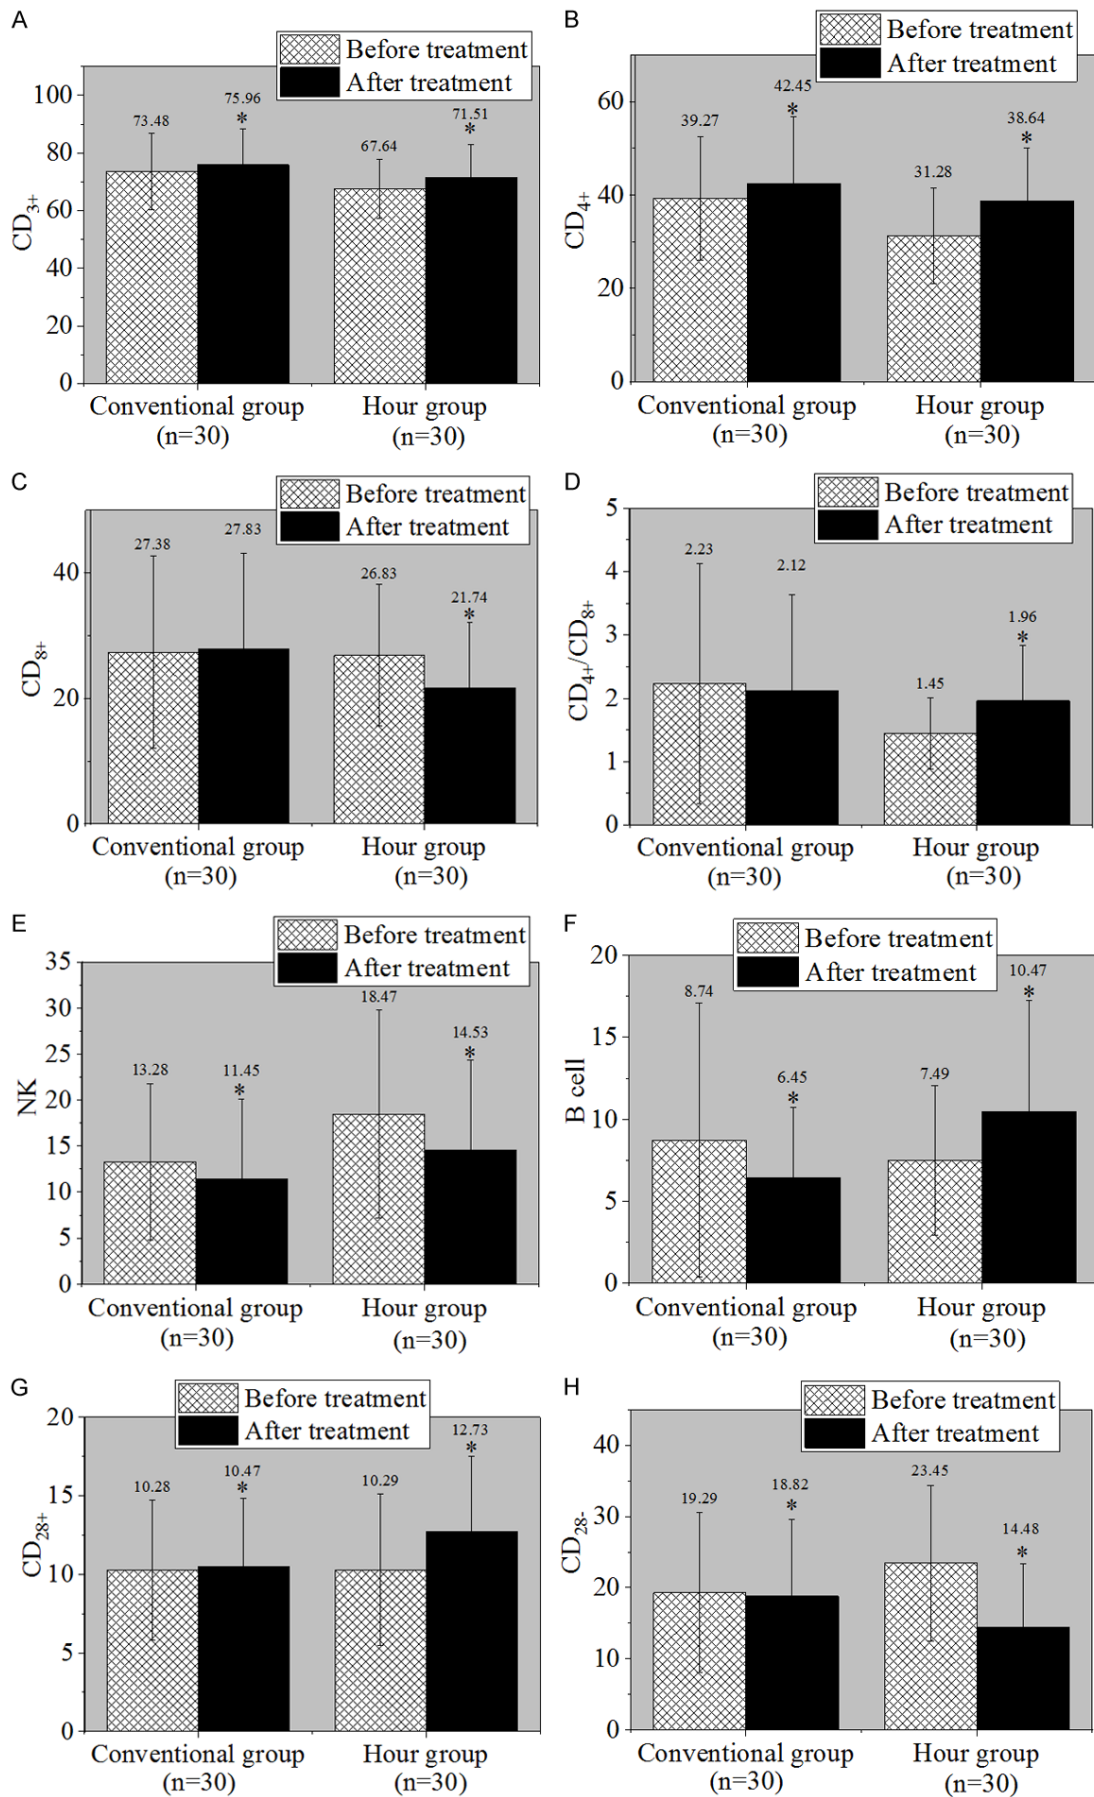 A
Before treatment
After treatment
100
80
60
40
20
0
CD3+
73.48
75.96
*
67.64
71.51
*
Conventional group
(n=30)
Hour group
(n=30)
B
Before treatment
After treatment
60
40
20
0
CD4+
39.27
42.45
*
31.28
38.64
*
Conventional group
(n=30)
Hour group
(n=30)
C
Before treatment
After treatment
40
20
0
CD8+
27.38
27.83
26.83
21.74
*
Conventional group
(n=30)
Hour group
(n=30)
D
Before treatment
After treatment
5
4
3
2
1
0
CD4+/CD8+
2.23
2.12
1.45
1.96
*
Conventional group
(n=30)
Hour group
(n=30)
E
Before treatment
After treatment
35
30
25
20
15
10
5
0
NK
13.28
11.45
*
18.47
14.53
*
Conventional group
(n=30)
Hour group
(n=30)
F
Before treatment
After treatment
20
15
10
5
0
B cell
8.74
6.45
*
7.49
10.47
*
Conventional group
(n=30)
Hour group
(n=30)
G
Before treatment
After treatment
20
15
10
5
0
CD28+
10.28
10.47
*
10.29
12.73
*
Conventional group
(n=30)
Hour group
(n=30)
H
Before treatment
After treatment
40
30
20
10
0
CD28-
19.29
18.82
*
23.45
14.48
*
Conventional group
(n=30)
Hour group
(n=30)